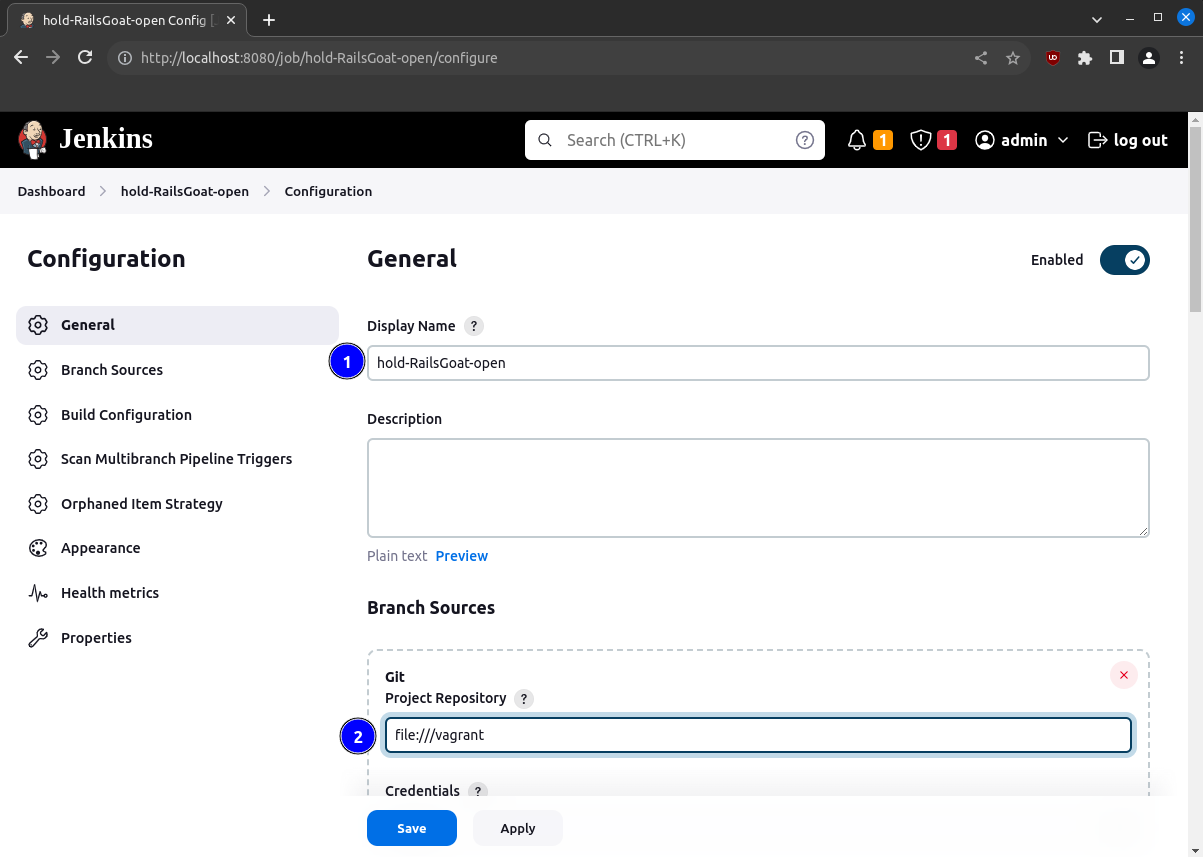 hold-RailsGoat-open Config [
http://localhost:8080/job/hold-RailsGoat-open/configure
Jenkins
Search (CTRL+K)
?
1
1
admin
log out
Dashboard
hold-RailsGoat-open
Configuration
Configuration
General
Enabled
General
Branch Sources
Build Configuration
Scan Multibranch Pipeline Triggers
Orphaned Item Strategy
Appearance
Health metrics
Properties
Display Name ?
1
hold-RailsGoat-open
Description
Plain text Preview
Branch Sources
Git
Project Repository ?
2
file:///vagrant
Credentials ?
Save
Apply